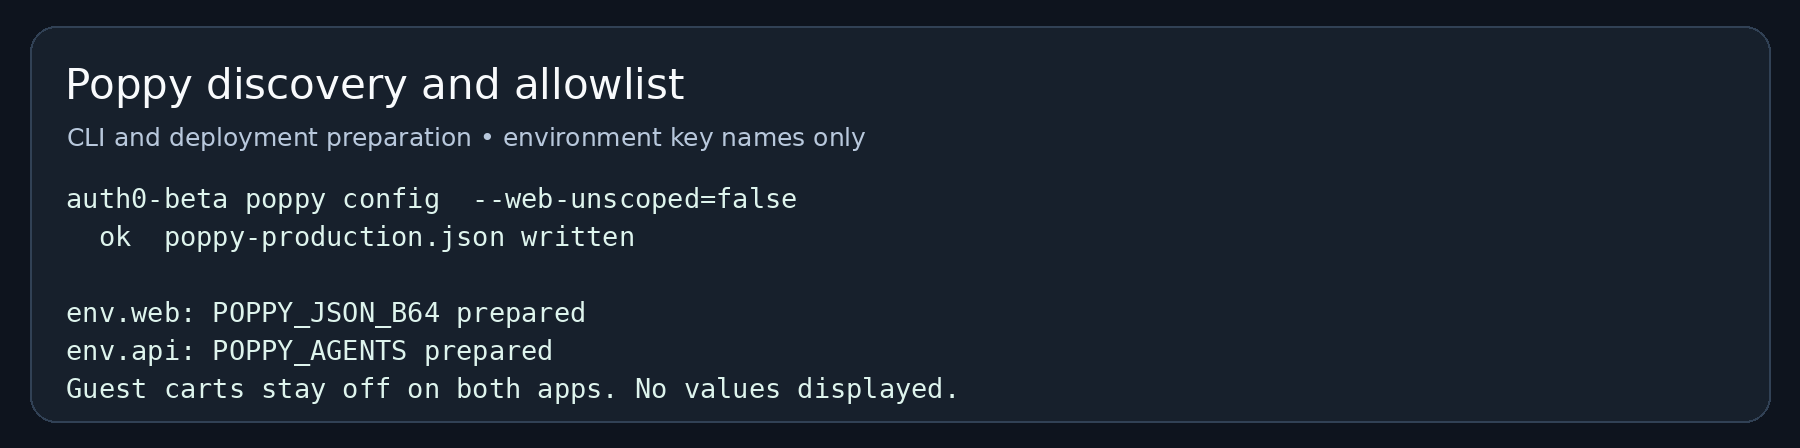 Poppy discovery and allowlist
CLI and deployment preparation • environment key names only
auth0-beta poppy config  --web-unscoped=false
  ok  poppy-production.json written
env.web: POPPY_JSON_B64 prepared
env.api: POPPY_AGENTS prepared
Guest carts stay off on both apps. No values displayed.